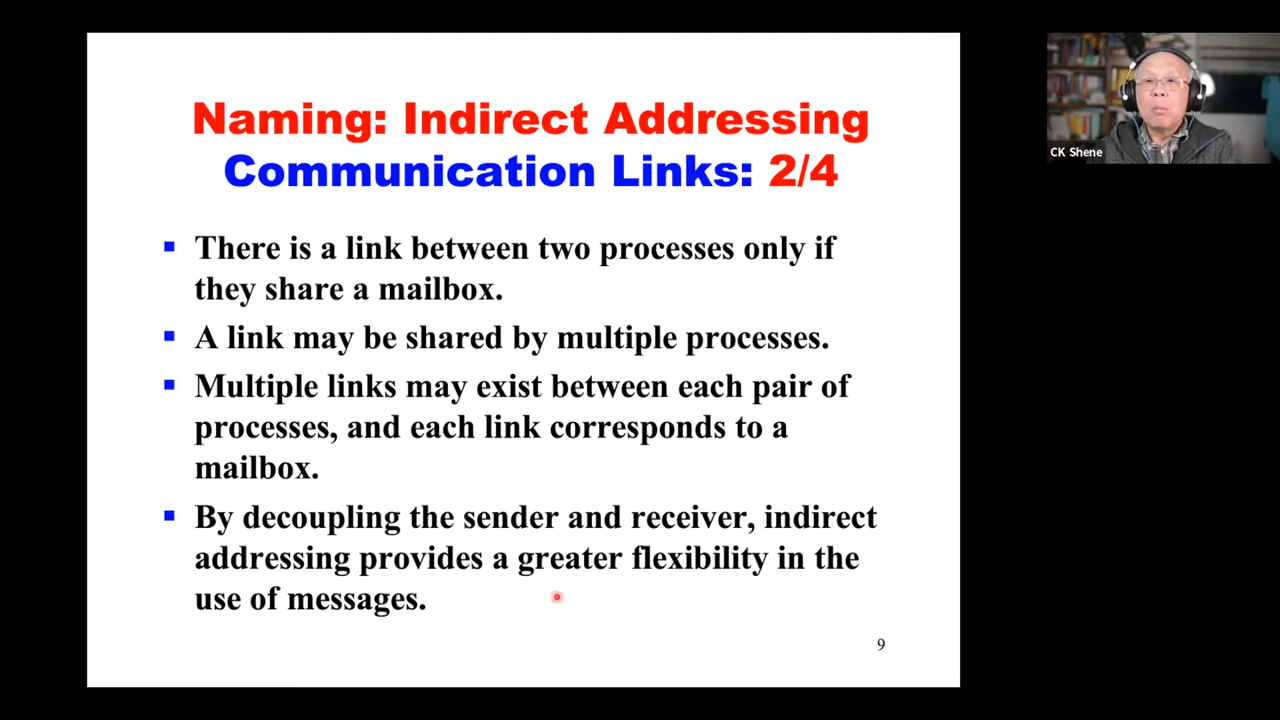 Naming: Indirect Addressing
Communication Links: 2/4
There is a link between two processes only if
they share a mailbox.
A link may be shared by multiple processes.
Multiple links may exist between each pair of
processes, and each link corresponds to a
mailbox.
By decoupling the sender and receiver, indirect
addressing provides a greater flexibility in the
use of messages.
9
CK Shene